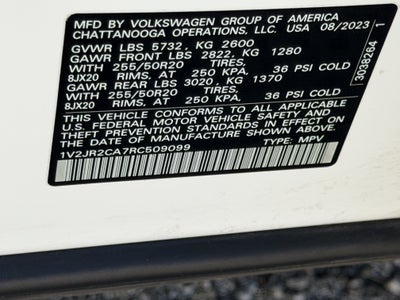 MFD BY VOLKSWAGEN GROUP OF AMERICA
CHATTANOOGA OPERATIONS, LLC. USA 08/2023
GVWR LBS 5732, KG 2600
GAWR FRONT LBS 2822, KG 1280
WITH 255/50R20 TIRES,
8JX20 RIMS, AT 250 KPA, 36 PSI COLD
GAWR REAR LBS 3020, KG 1370
WITH 255/50R20 TIRES,
8JX20 RIMS, AT 250 KPA, 36 PSI COLD
THIS VEHICLE CONFORMS TO ALL APPLICABLE
U.S. FEDERAL MOTOR VEHICLE SAFETY AND
THEFT PREVENTION STANDARDS IN EFFECT ON
THE DATE OF MANUFACTURE SHOWN ABOVE.
1V2JR2CA7RC509099 TYPE: MPV
3038264 1